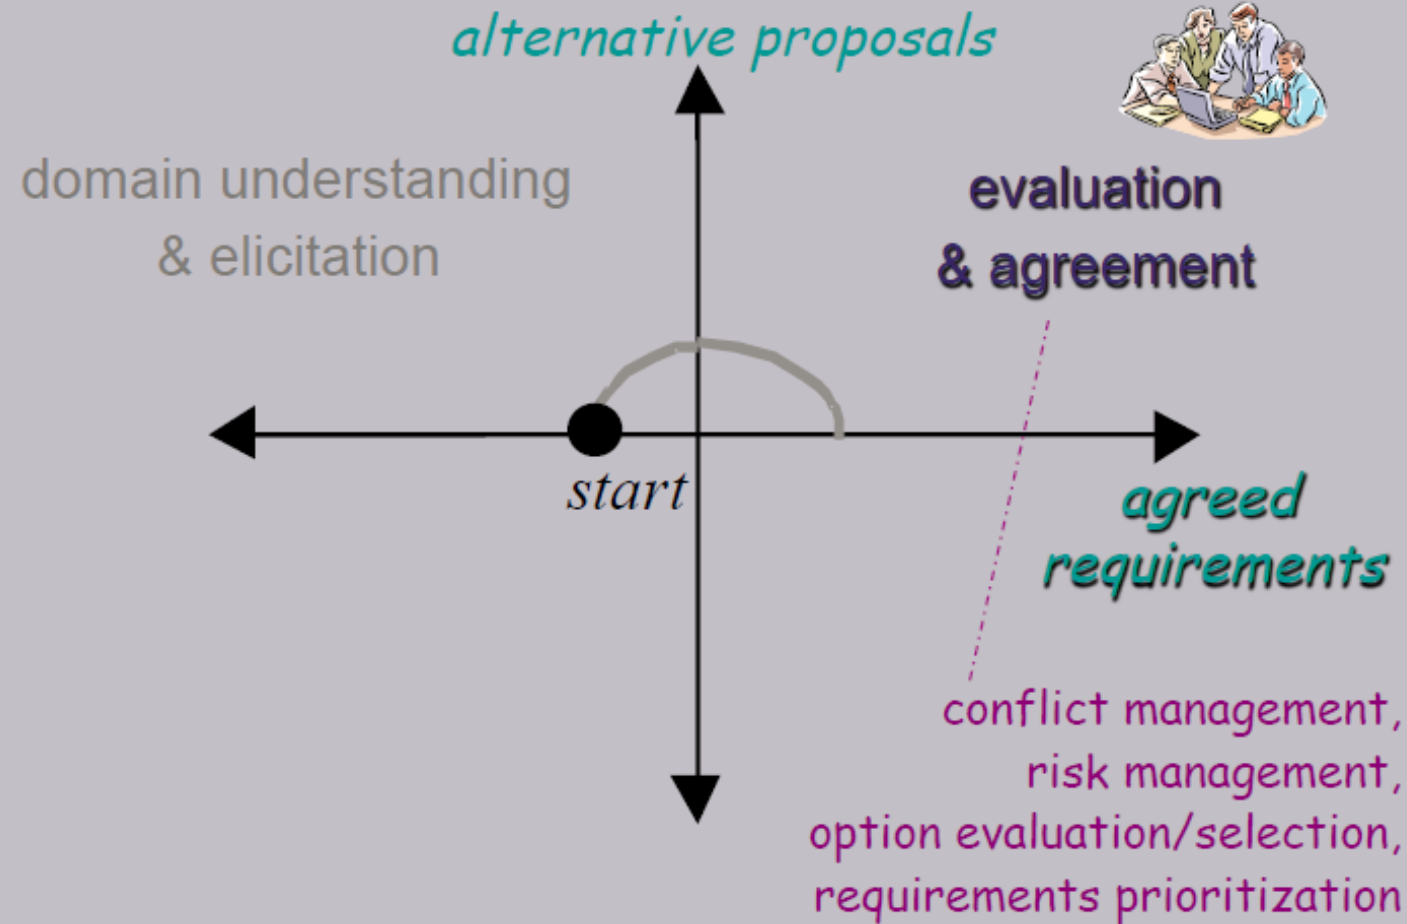 alternative proposals
domain understanding
& elicitation
evaluation
& agreement
start
agreed
requirements
conflict management,
risk management,
option evaluation/selection,
requirements prioritization